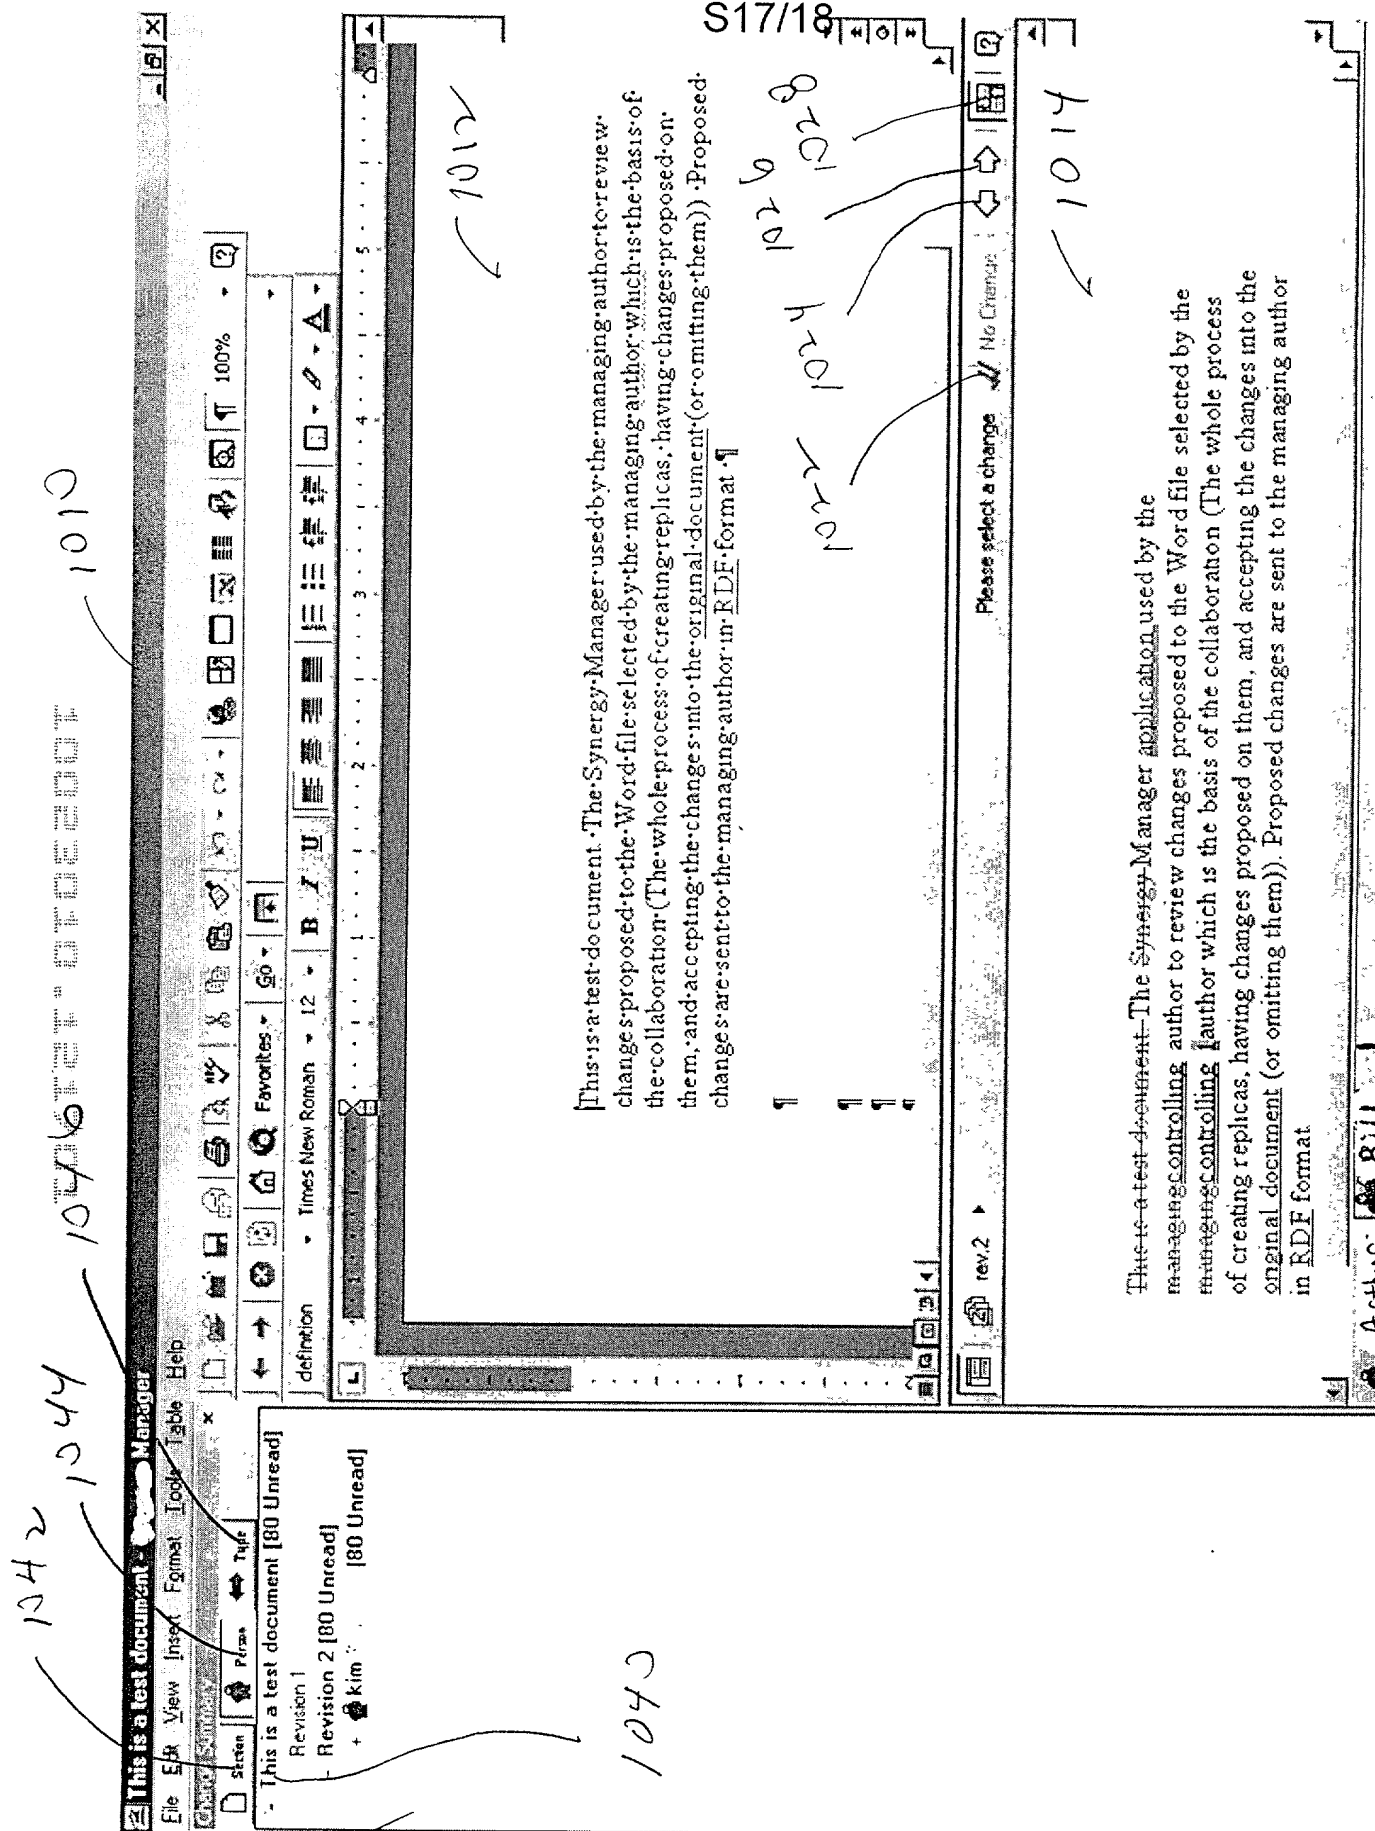 S17/18
1010
1042
1044
1046
This is a test document - Manager
File Edit View Insert Format Tools Table Help
100%
Favorites Go
definition Times New Roman 12 B I U A
Section Person Type
- This is a test document [80 Unread]
Revision 1
- Revision 2 [80 Unread]
+ kim [80 Unread]
1040
1 1 2 3 4 5
1012
This·is·a·test·document.·The·Synergy·Manager·used·by·the·managing·author·to·review·
changes·proposed·to·the·Word·file·selected·by·the·managing·author·which·is·the·basis·of·
the·collaboration·(The·whole·process·of·creating·replicas,·having·changes·proposed·on·
them,·and·accepting·the·changes·into·the·original·document·(or·omitting·them))·Proposed·
changes·are·sent·to·the·managing·author·in·RDF·format·¶
¶
¶
¶
1022
1024
1026
1028
rev.2 Please select a change No Change
1014
This is a test document. The Synergy Manager application used by the
managingcontrolling author to review changes proposed to the Word file selected by the
managingcontrolling author which is the basis of the collaboration (The whole process
of creating replicas, having changes proposed on them, and accepting the changes into the
original document (or omitting them)). Proposed changes are sent to the managing author
in RDF format